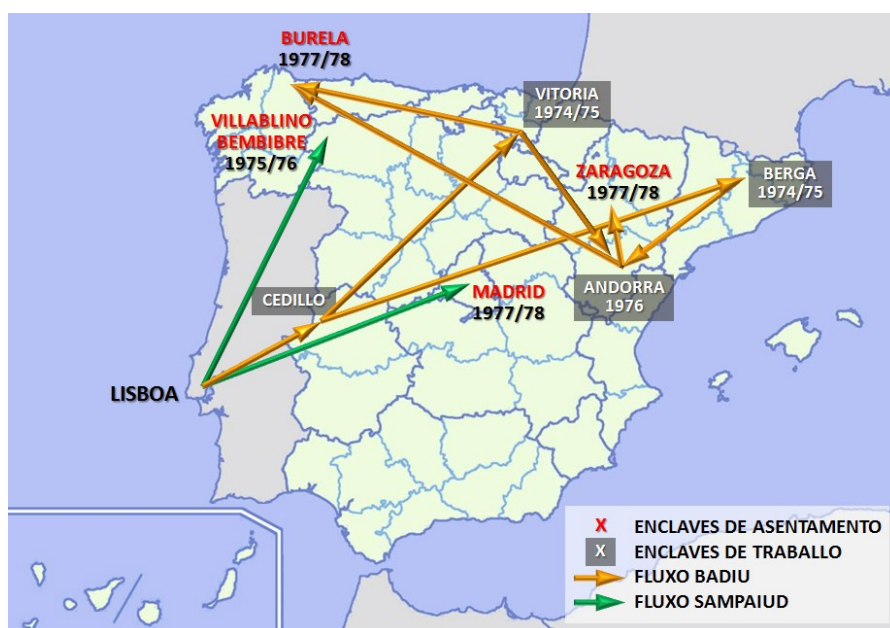 BURELA
1977/78
VITORIA
1974/75
VILLABLINO
BEMBIBRE
1975/76
ZARAGOZA
1977/78
BERGA
1974/75
CEDILLO
MADRID
1977/78
ANDORRA
1976
LISBOA
X ENCLAVES DE ASENTAMENTO
X ENCLAVES DE TRABALLO
FLUXO BADIU
FLUXO SAMPAIUD